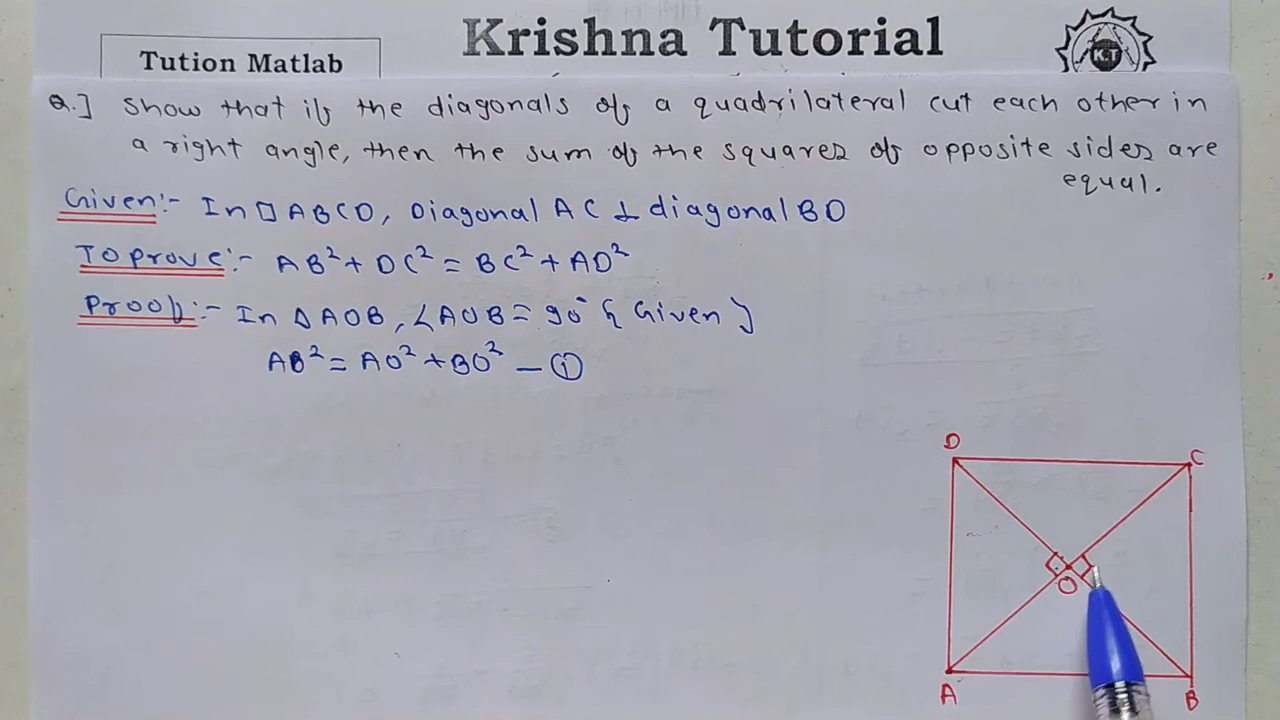 Krishna Tutorial
Tution Matlab
K.T
Q.] Show that if the diagonals of a quadrilateral cut each other in
a right angle, then the sum of the squares of opposite sides are
equal.
Given:- In □ABCD, Diagonal AC ⊥ diagonal BD
To prove:- AB² + DC² = BC² + AD²
Proof:- In △AOB, ∠AOB = 90° { Given }
AB² = AO² + BO² — ①
D
C
O
A
B